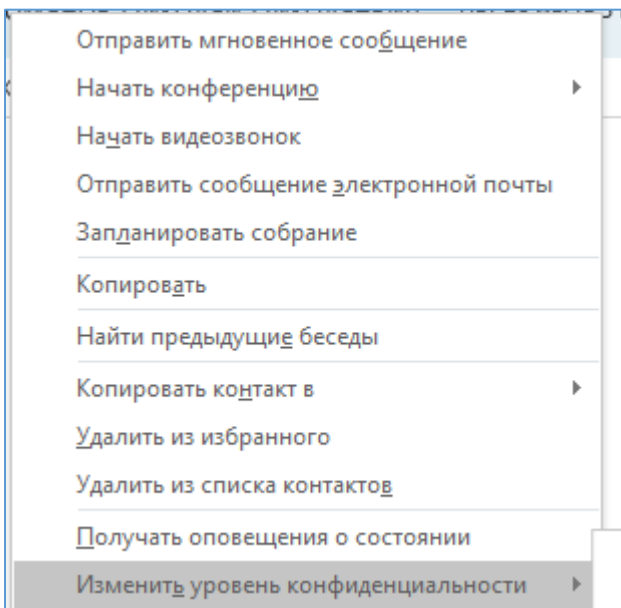 Отправить мгновенное сообщение
Начать конференцию
Начать видеозвонок
Отправить сообщение электронной почты
Запланировать собрание
Копировать
Найти предыдущие беседы
Копировать контакт в
Удалить из избранного
Удалить из списка контактов
Получать оповещения о состоянии
Изменить уровень конфиденциальности